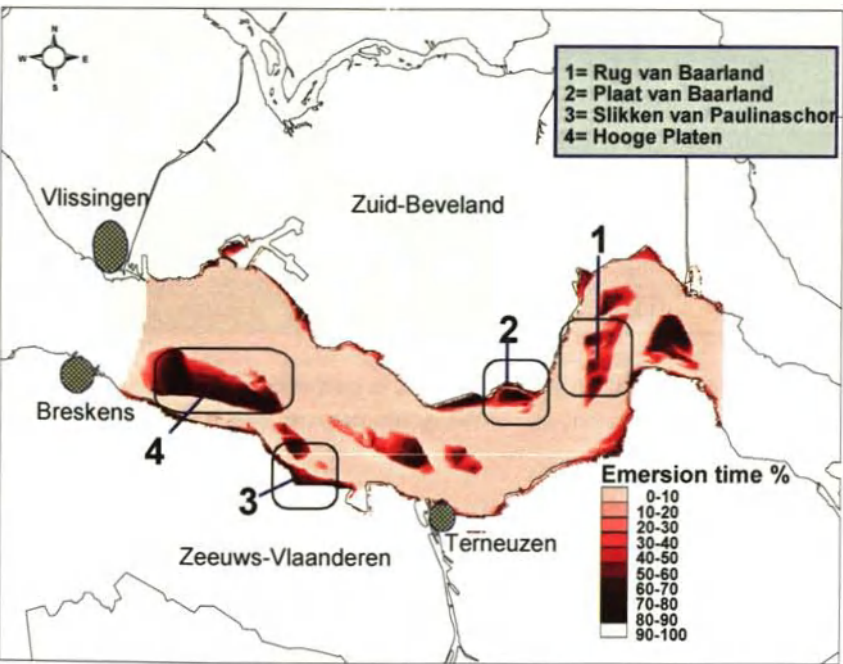 N
W E
S
1= Rug van Baarland
2= Plaat van Baarland
3= Slikken van Paulinaschor
4= Hooge Platen
Vlissingen
Zuid-Beveland
1
2
Breskens
4
3
Emersion time %
0-10
10-20
20-30
30-40
40-50
50-60
60-70
70-80
80-90
90-100
Terneuzen
Zeeuws-Vlaanderen